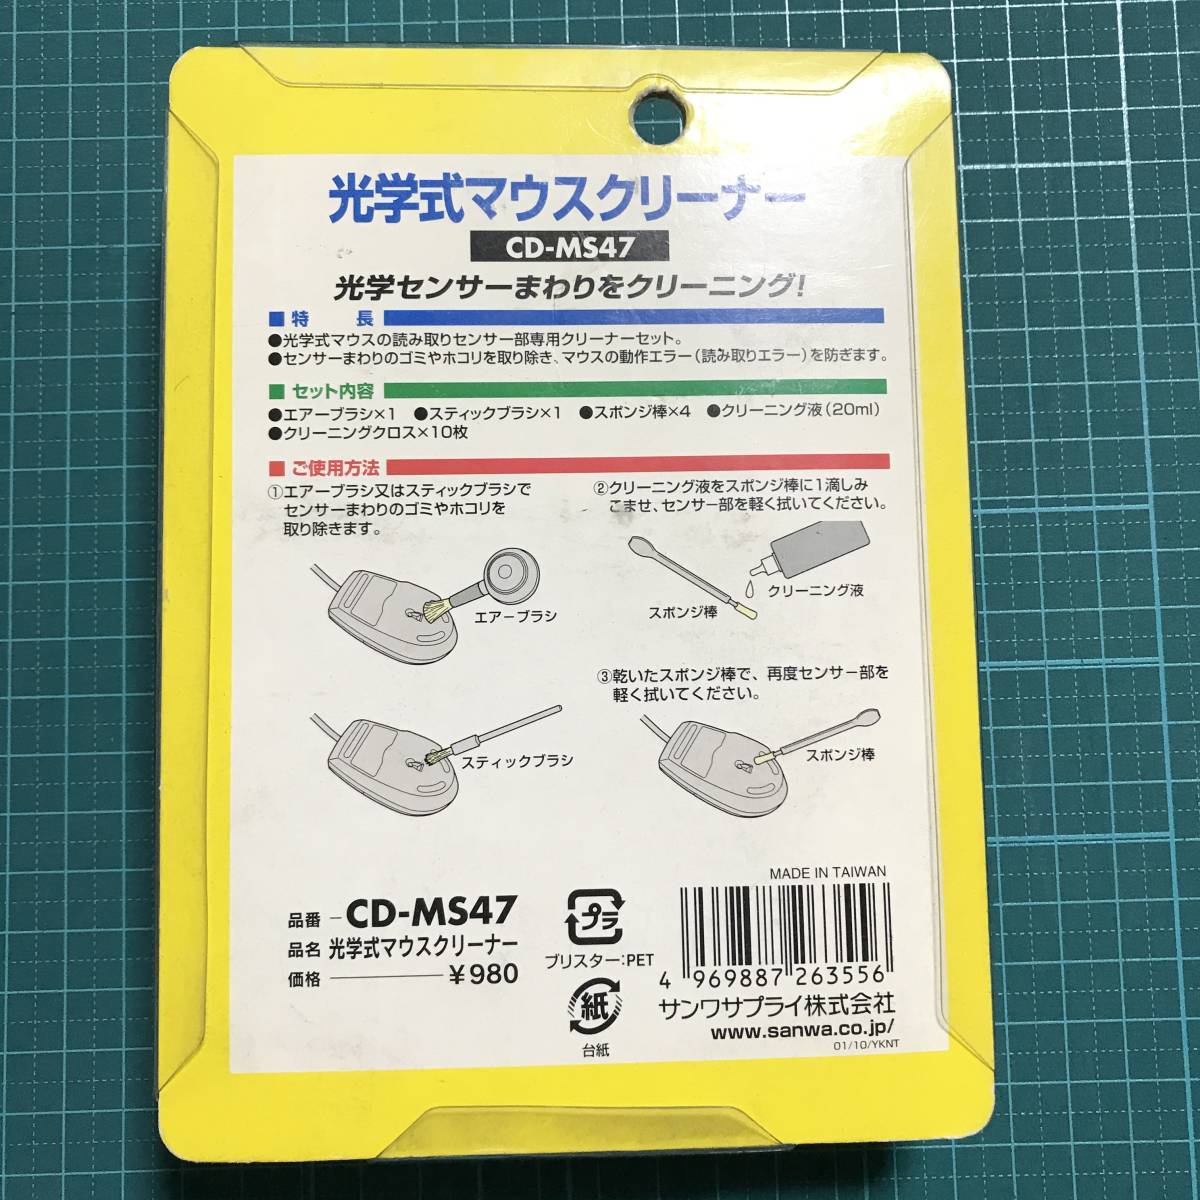 光学式マウスクリーナー
CD-MS47
光学センサーまわりをクリーニング!
■ 特　長
●光学式マウスの読み取りセンサー部専用クリーナーセット。
●センサーまわりのゴミやホコリを取り除き、マウスの動作エラー(読み取りエラー)を防ぎます。
■ セット内容
●エアーブラシ×1　●スティックブラシ×1　●スポンジ棒×4　●クリーニング液(20ml)
●クリーニングクロス×10枚
■ ご使用方法
①エアーブラシ又はスティックブラシで
センサーまわりのゴミやホコリを
取り除きます。
エアーブラシ
スティックブラシ
②クリーニング液をスポンジ棒に1滴しみ
こませ、センサー部を軽く拭いてください。
スポンジ棒
クリーニング液
③乾いたスポンジ棒で、再度センサー部を
軽く拭いてください。
スポンジ棒
品番 CD-MS47
品名 光学式マウスクリーナー
価格 ¥980
プラ
ブリスター:PET
紙
台紙
MADE IN TAIWAN
4 969887 263556
サンワサプライ株式会社
www.sanwa.co.jp/
01/10/YKNT